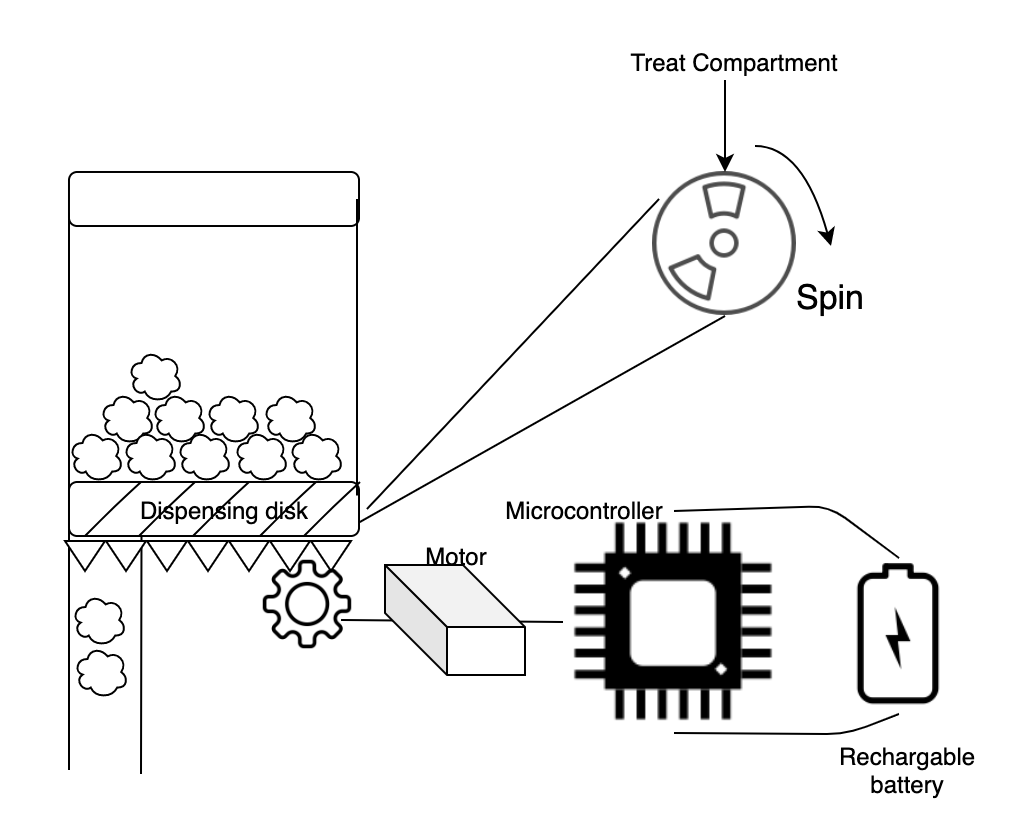 Treat Compartment
Spin
Dispensing disk
Microcontroller
Motor
Rechargable
battery